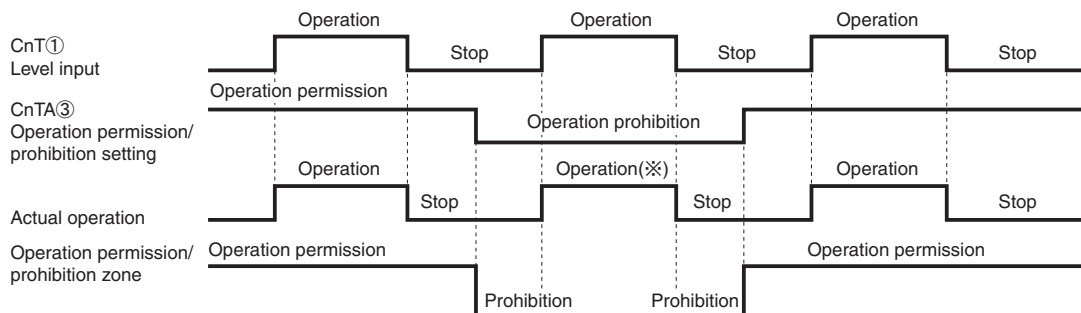 Operation Operation Operation
CnT① Stop Stop Stop
Level input
Operation permission
CnTA③
Operation permission/ Operation prohibition
prohibition setting
Operation Operation(※) Operation
Actual operation Stop Stop Stop
Operation permission/ Operation permission Operation permission
prohibition zone
Prohibition Prohibition